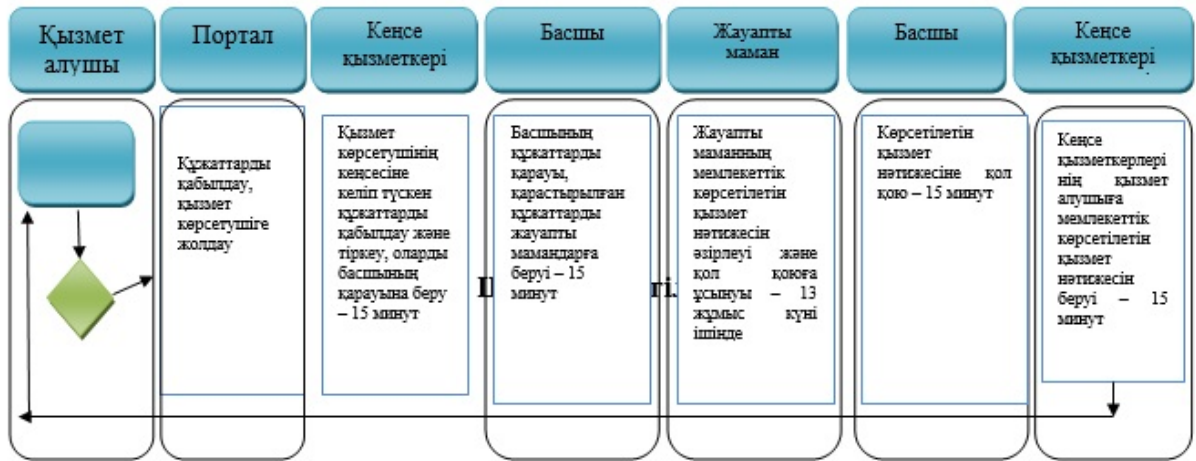 Қызмет
алушы
Портал
Кеңсе
қызметкері
Басшы
Жауапты
маман
Басшы
Кеңсе
қызметкері
Құжаттарды
қабылдау,
қызмет
көрсетушіге
жолдау
Қызмет
көрсетушінің
кеңсесіне
келіп түскен
құжаттарды
қабылдау және
тіркеу, оларды
басшының
қарауына беру
– 15 минут
Басшының
құжаттарды
қарауы,
қарастырылған
құжаттарды
жауапты
мамандарға
беруі – 15
минут
Жауапты
маманның
мемлекеттік
көрсетілетін
қызмет
нәтижесін
әзірлеуі және
қол қоюға
ұсынуы – 13
жұмыс күні
ішінде
Көрсетілетін
қызмет
нәтижесіне қол
қою – 15 минут
Кеңсе
қызметкерлері
нің қызмет
алушыға
мемлекеттік
көрсетілетін
қызмет
нәтижесін
беруі – 15
минут